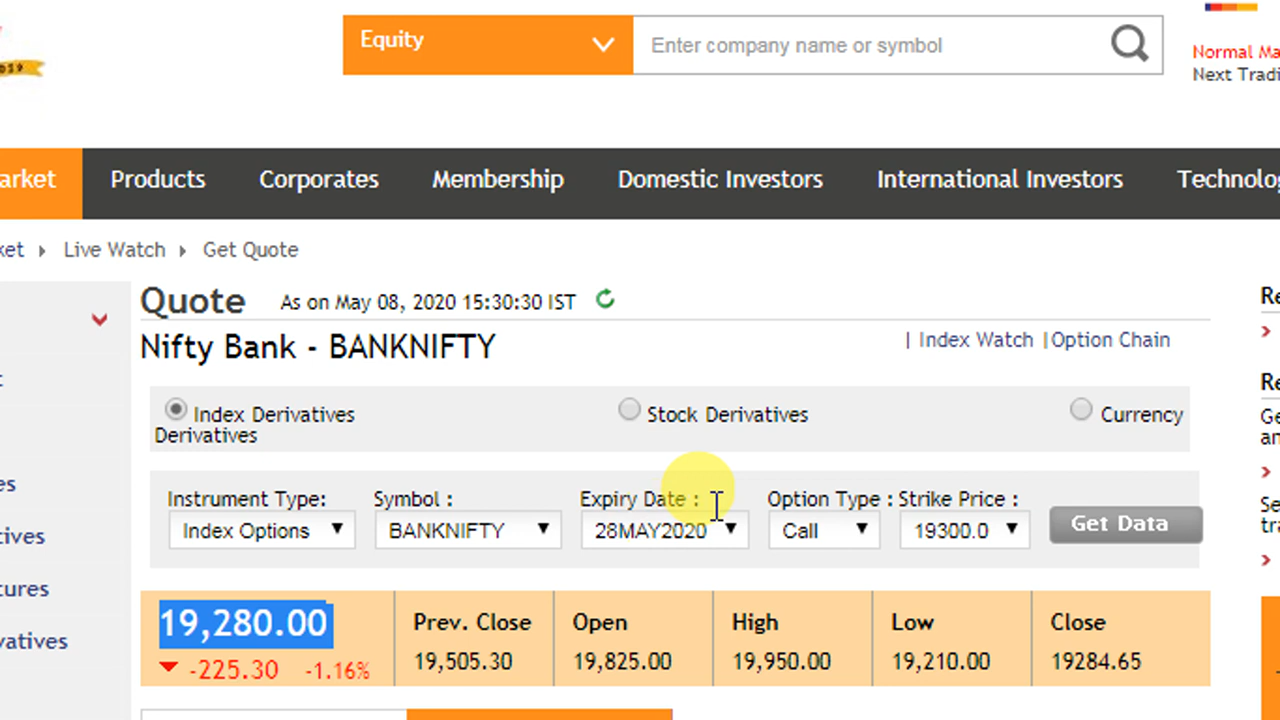 Equity
Enter company name or symbol
Normal Ma
Next Tradi
arket Products Corporates Membership Domestic Investors International Investors Technolog
ket Live Watch Get Quote
Quote As on May 08, 2020 15:30:30 IST
Nifty Bank - BANKNIFTY
| Index Watch |Option Chain
Index Derivatives Stock Derivatives Currency
Derivatives
Instrument Type: Symbol : Expiry Date : Option Type : Strike Price :
Index Options BANKNIFTY 28MAY2020 Call 19300.0 Get Data
19,280.00 Prev. Close Open High Low Close
-225.30 -1.16% 19,505.30 19,825.00 19,950.00 19,210.00 19284.65
es
tives
tures
vatives
Re
Re
Ge
an
Se
tra